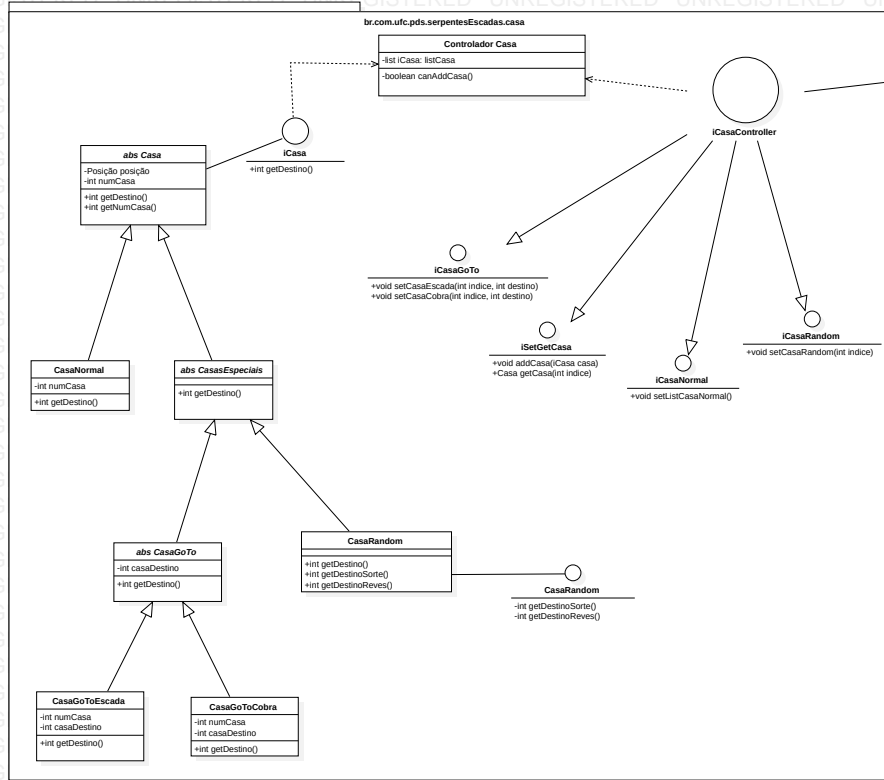 UNREGISTERED UNREGISTERED UNREGISTERED
br.com.ufc.pds.serpentesEscadas.casa
Controlador Casa
-list iCasa: listCasa
-boolean canAddCasa()
iCasaController
iCasa
+int getDestino()
abs Casa
-Posição posição
-int numCasa
+int getDestino()
+int getNumCasa()
iCasaGoTo
+void setCasaEscada(int indice, int destino)
+void setCasaCobra(int indice, int destino)
iSetGetCasa
+void addCasa(iCasa casa)
+Casa getCasa(int indice)
iCasaNormal
+void setListCasaNormal()
iCasaRandom
+void setCasaRandom(int indice)
CasaNormal
-int numCasa
+int getDestino()
abs CasasEspeciais
+int getDestino()
abs CasaGoTo
-int casaDestino
+int getDestino()
CasaRandom
+int getDestino()
+int getDestinoSorte()
+int getDestinoReves()
CasaRandom
-int getDestinoSorte()
-int getDestinoReves()
CasaGoToEscada
-int numCasa
-int casaDestino
+int getDestino()
CasaGoToCobra
-int numCasa
-int casaDestino
+int getDestino()